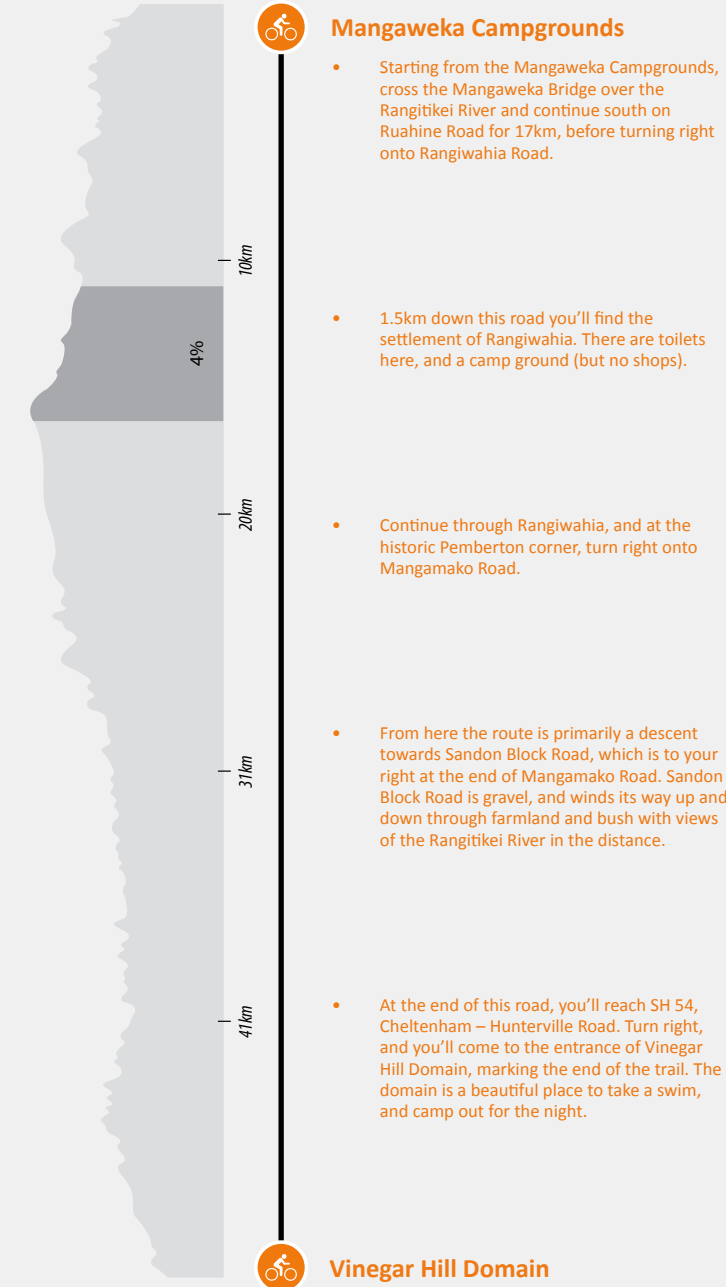 Mangaweka Campgrounds
• Starting from the Mangaweka Campgrounds,
cross the Mangaweka Bridge over the
Rangitikei River and continue south on
Ruahine Road for 17km, before turning right
onto Rangiwahia Road.
10km
• 1.5km down this road you’ll find the
settlement of Rangiwahia. There are toilets
here, and a camp ground (but no shops).
4%
20km
• Continue through Rangiwahia, and at the
historic Pemberton corner, turn right onto
Mangamako Road.
• From here the route is primarily a descent
towards Sandon Block Road, which is to your
right at the end of Mangamako Road. Sandon
Block Road is gravel, and winds its way up and
down through farmland and bush with views
of the Rangitikei River in the distance.
31km
• At the end of this road, you’ll reach SH 54,
Cheltenham – Hunterville Road. Turn right,
and you’ll come to the entrance of Vinegar
Hill Domain, marking the end of the trail. The
domain is a beautiful place to take a swim,
and camp out for the night.
41km
Vinegar Hill Domain